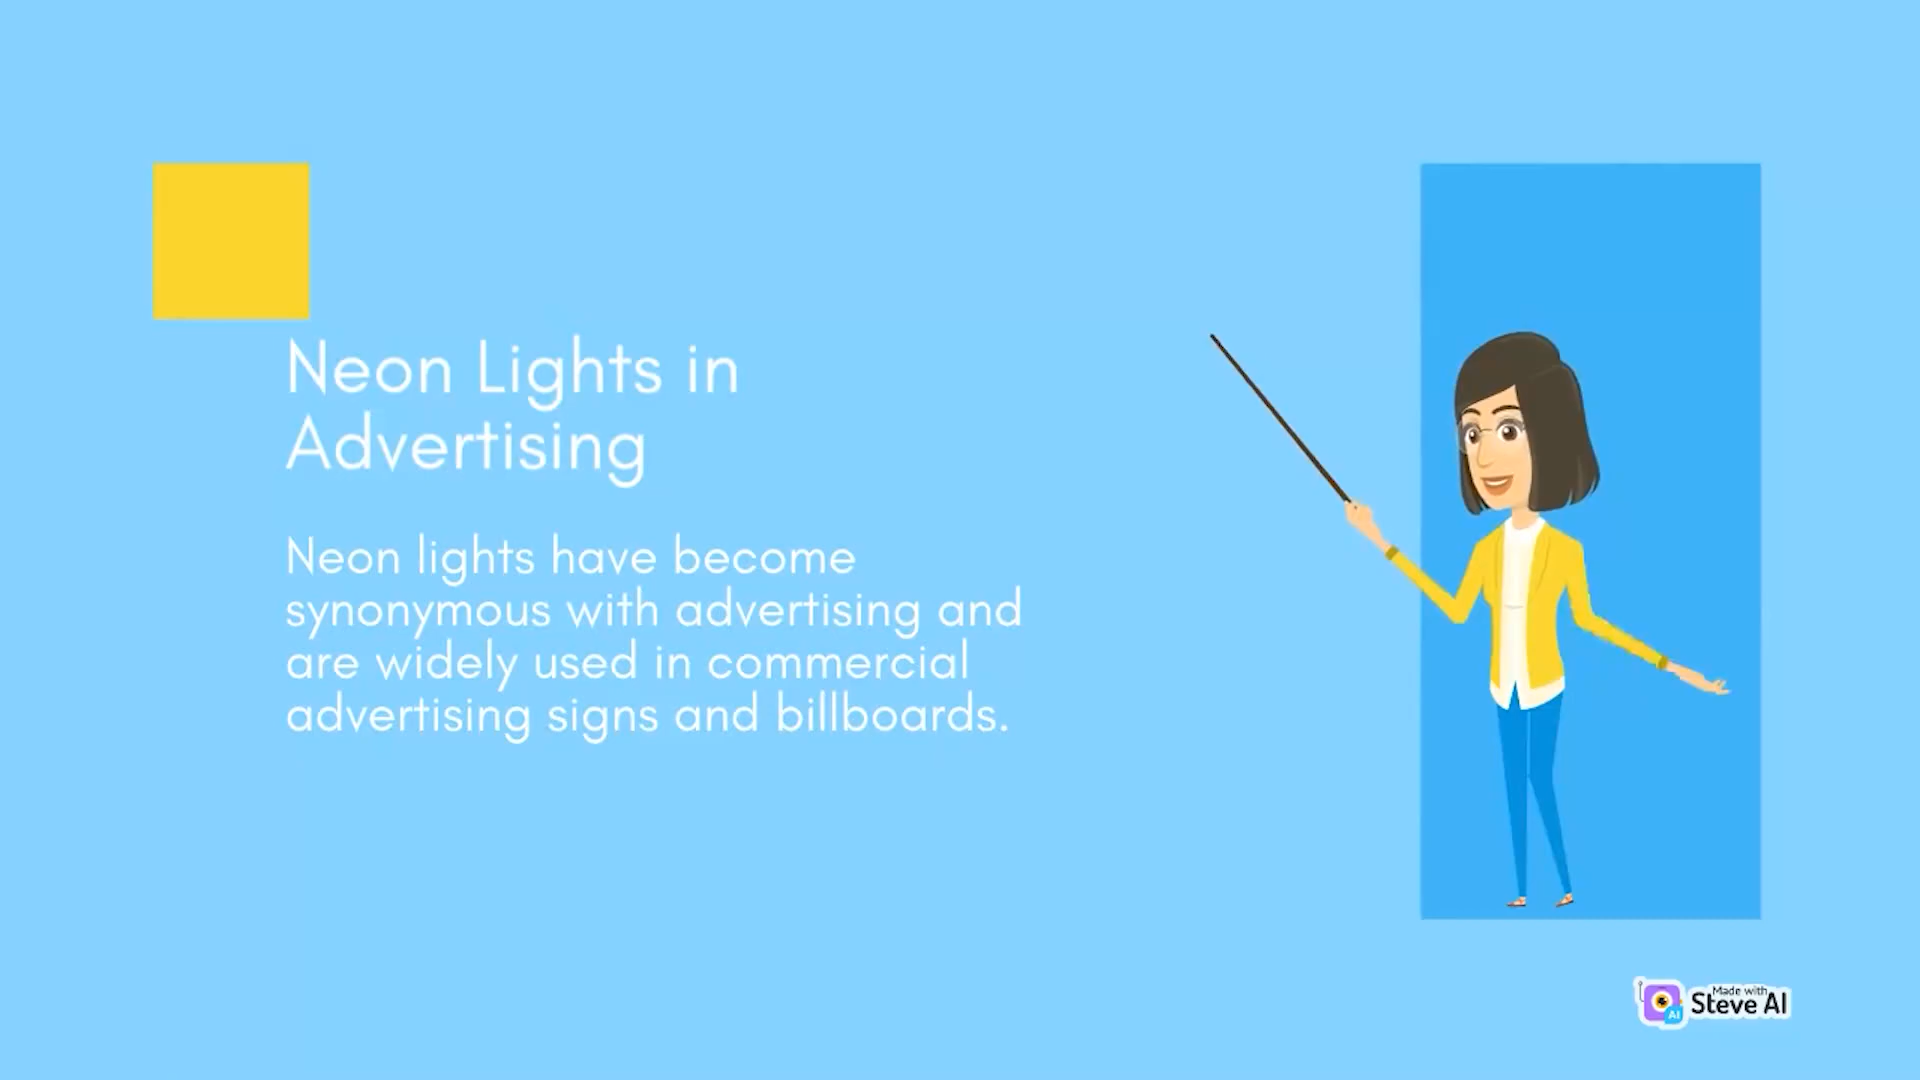 Neon Lights in
Advertising
Neon lights have become
synonymous with advertising and
are widely used in commercial
advertising signs and billboards.
Made with
Steve AI
AI